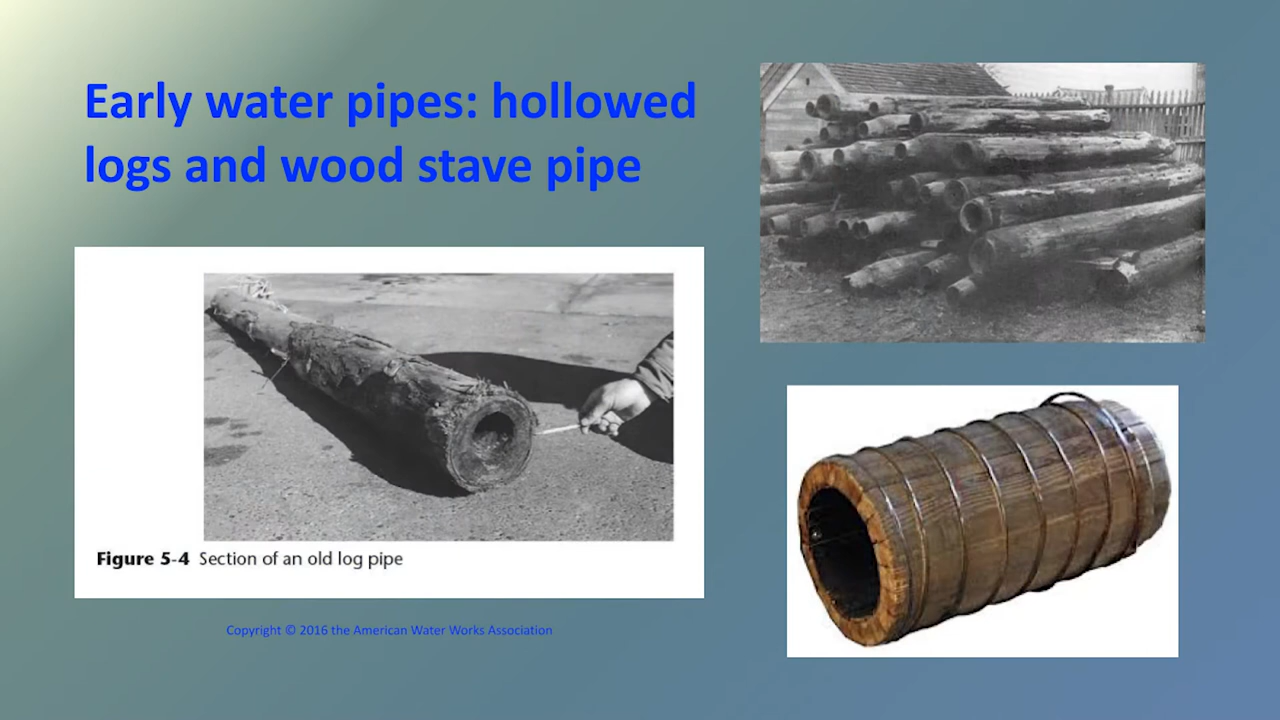 Early water pipes: hollowed
logs and wood stave pipe
Figure 5-4 Section of an old log pipe
Copyright © 2016 the American Water Works Association